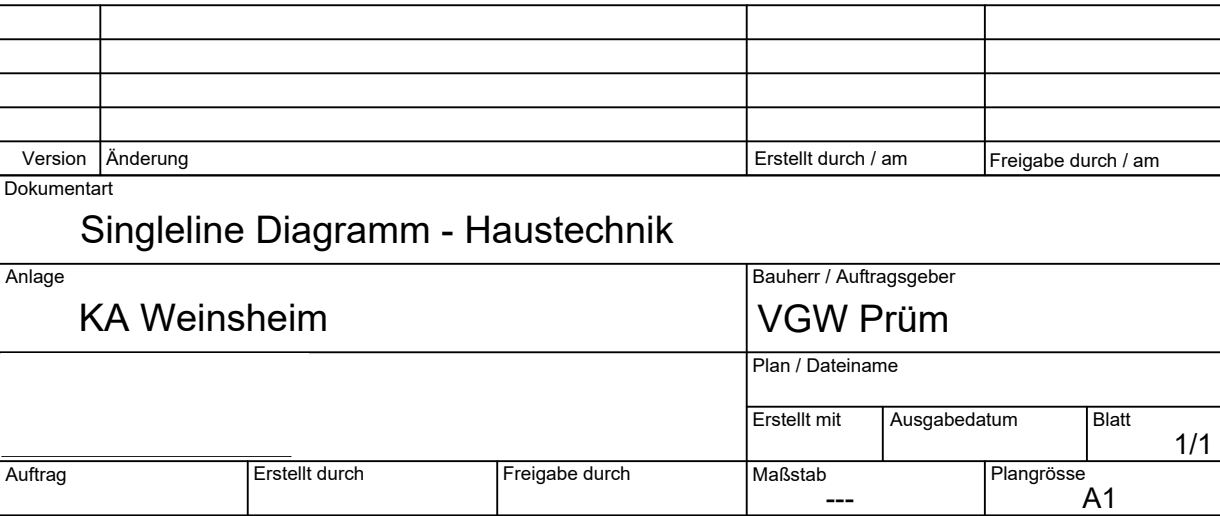 Version Änderung Erstellt durch / am Freigabe durch / am
Dokumentart
Singleline Diagramm - Haustechnik
Anlage Bauherr / Auftragsgeber
KA Weinsheim VGW Prüm
Plan / Dateiname
Erstellt mit Ausgabedatum Blatt
1/1
Auftrag Erstellt durch Freigabe durch Maßstab Plangrösse
--- A1